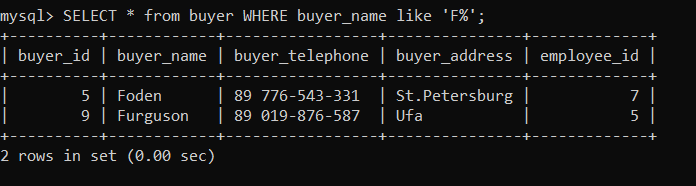 mysql> SELECT * from buyer WHERE buyer_name like 'F%';
+----------+------------+-----------------+---------------+-------------+
| buyer_id | buyer_name | buyer_telephone | buyer_address | employee_id |
+----------+------------+-----------------+---------------+-------------+
|        5 | Foden      | 89 776-543-331  | St.Petersburg |           7 |
|        9 | Furguson   | 89 019-876-587  | Ufa           |           5 |
+----------+------------+-----------------+---------------+-------------+
2 rows in set (0.00 sec)